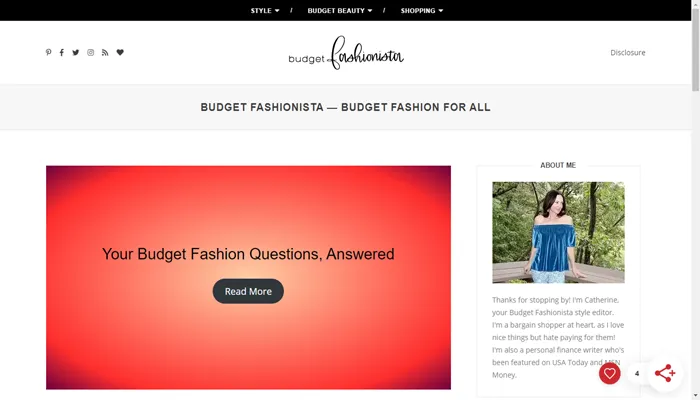 STYLE / BUDGET BEAUTY / SHOPPING
budget fashionista
Disclosure
BUDGET FASHIONISTA — BUDGET FASHION FOR ALL
Your Budget Fashion Questions, Answered
Read More
ABOUT ME
Thanks for stopping by! I'm Catherine,
your Budget Fashionista style editor.
I'm a bargain shopper at heart, as I love
nice things but hate paying for them!
I'm also a personal finance writer who's
been featured on USA Today and MSN
Money.
4